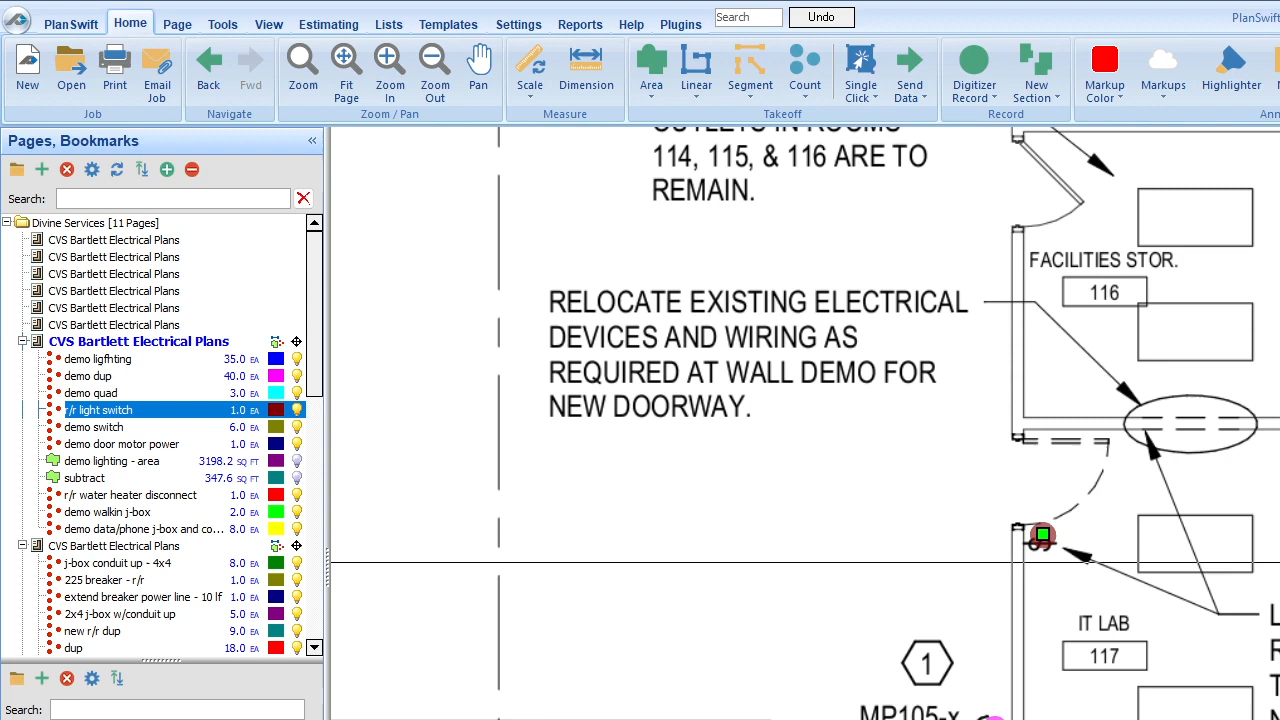 PlanSwift Home Page Tools View Estimating Lists Templates Settings Reports Help Plugins Search Undo PlanSwift
New Open Print Email Job Back Fwd Zoom Fit Page Zoom In Zoom Out Pan Scale Dimension Area Linear Segment Count Single Click Send Data Digitizer Record New Section Markup Color Markups Highlighter
Job Navigate Zoom / Pan Measure Takeoff Record
Pages, Bookmarks «
Search:
Divine Services [11 Pages]
CVS Bartlett Electrical Plans
CVS Bartlett Electrical Plans
CVS Bartlett Electrical Plans
CVS Bartlett Electrical Plans
CVS Bartlett Electrical Plans
CVS Bartlett Electrical Plans
CVS Bartlett Electrical Plans
demo ligfhting 35.0 EA
demo dup 40.0 EA
demo quad 3.0 EA
r/r light switch 1.0 EA
demo switch 6.0 EA
demo door motor power 1.0 EA
demo lighting - area 3198.2 SQ FT
subtract 347.6 SQ FT
r/r water heater disconnect 1.0 EA
demo walkin j-box 2.0 EA
demo data/phone j-box and co... 8.0 EA
CVS Bartlett Electrical Plans
j-box conduit up - 4x4 8.0 EA
225 breaker - r/r 1.0 EA
extend breaker power line - 10 lf 1.0 EA
2x4 j-box w/conduit up 5.0 EA
new r/r dup 9.0 EA
dup 18.0 EA
Search:
OUTLETS IN ROOMS
114, 115, & 116 ARE TO
REMAIN.
RELOCATE EXISTING ELECTRICAL
DEVICES AND WIRING AS
REQUIRED AT WALL DEMO FOR
NEW DOORWAY.
FACILITIES STOR.
116
IT LAB
117
1
MP105-x